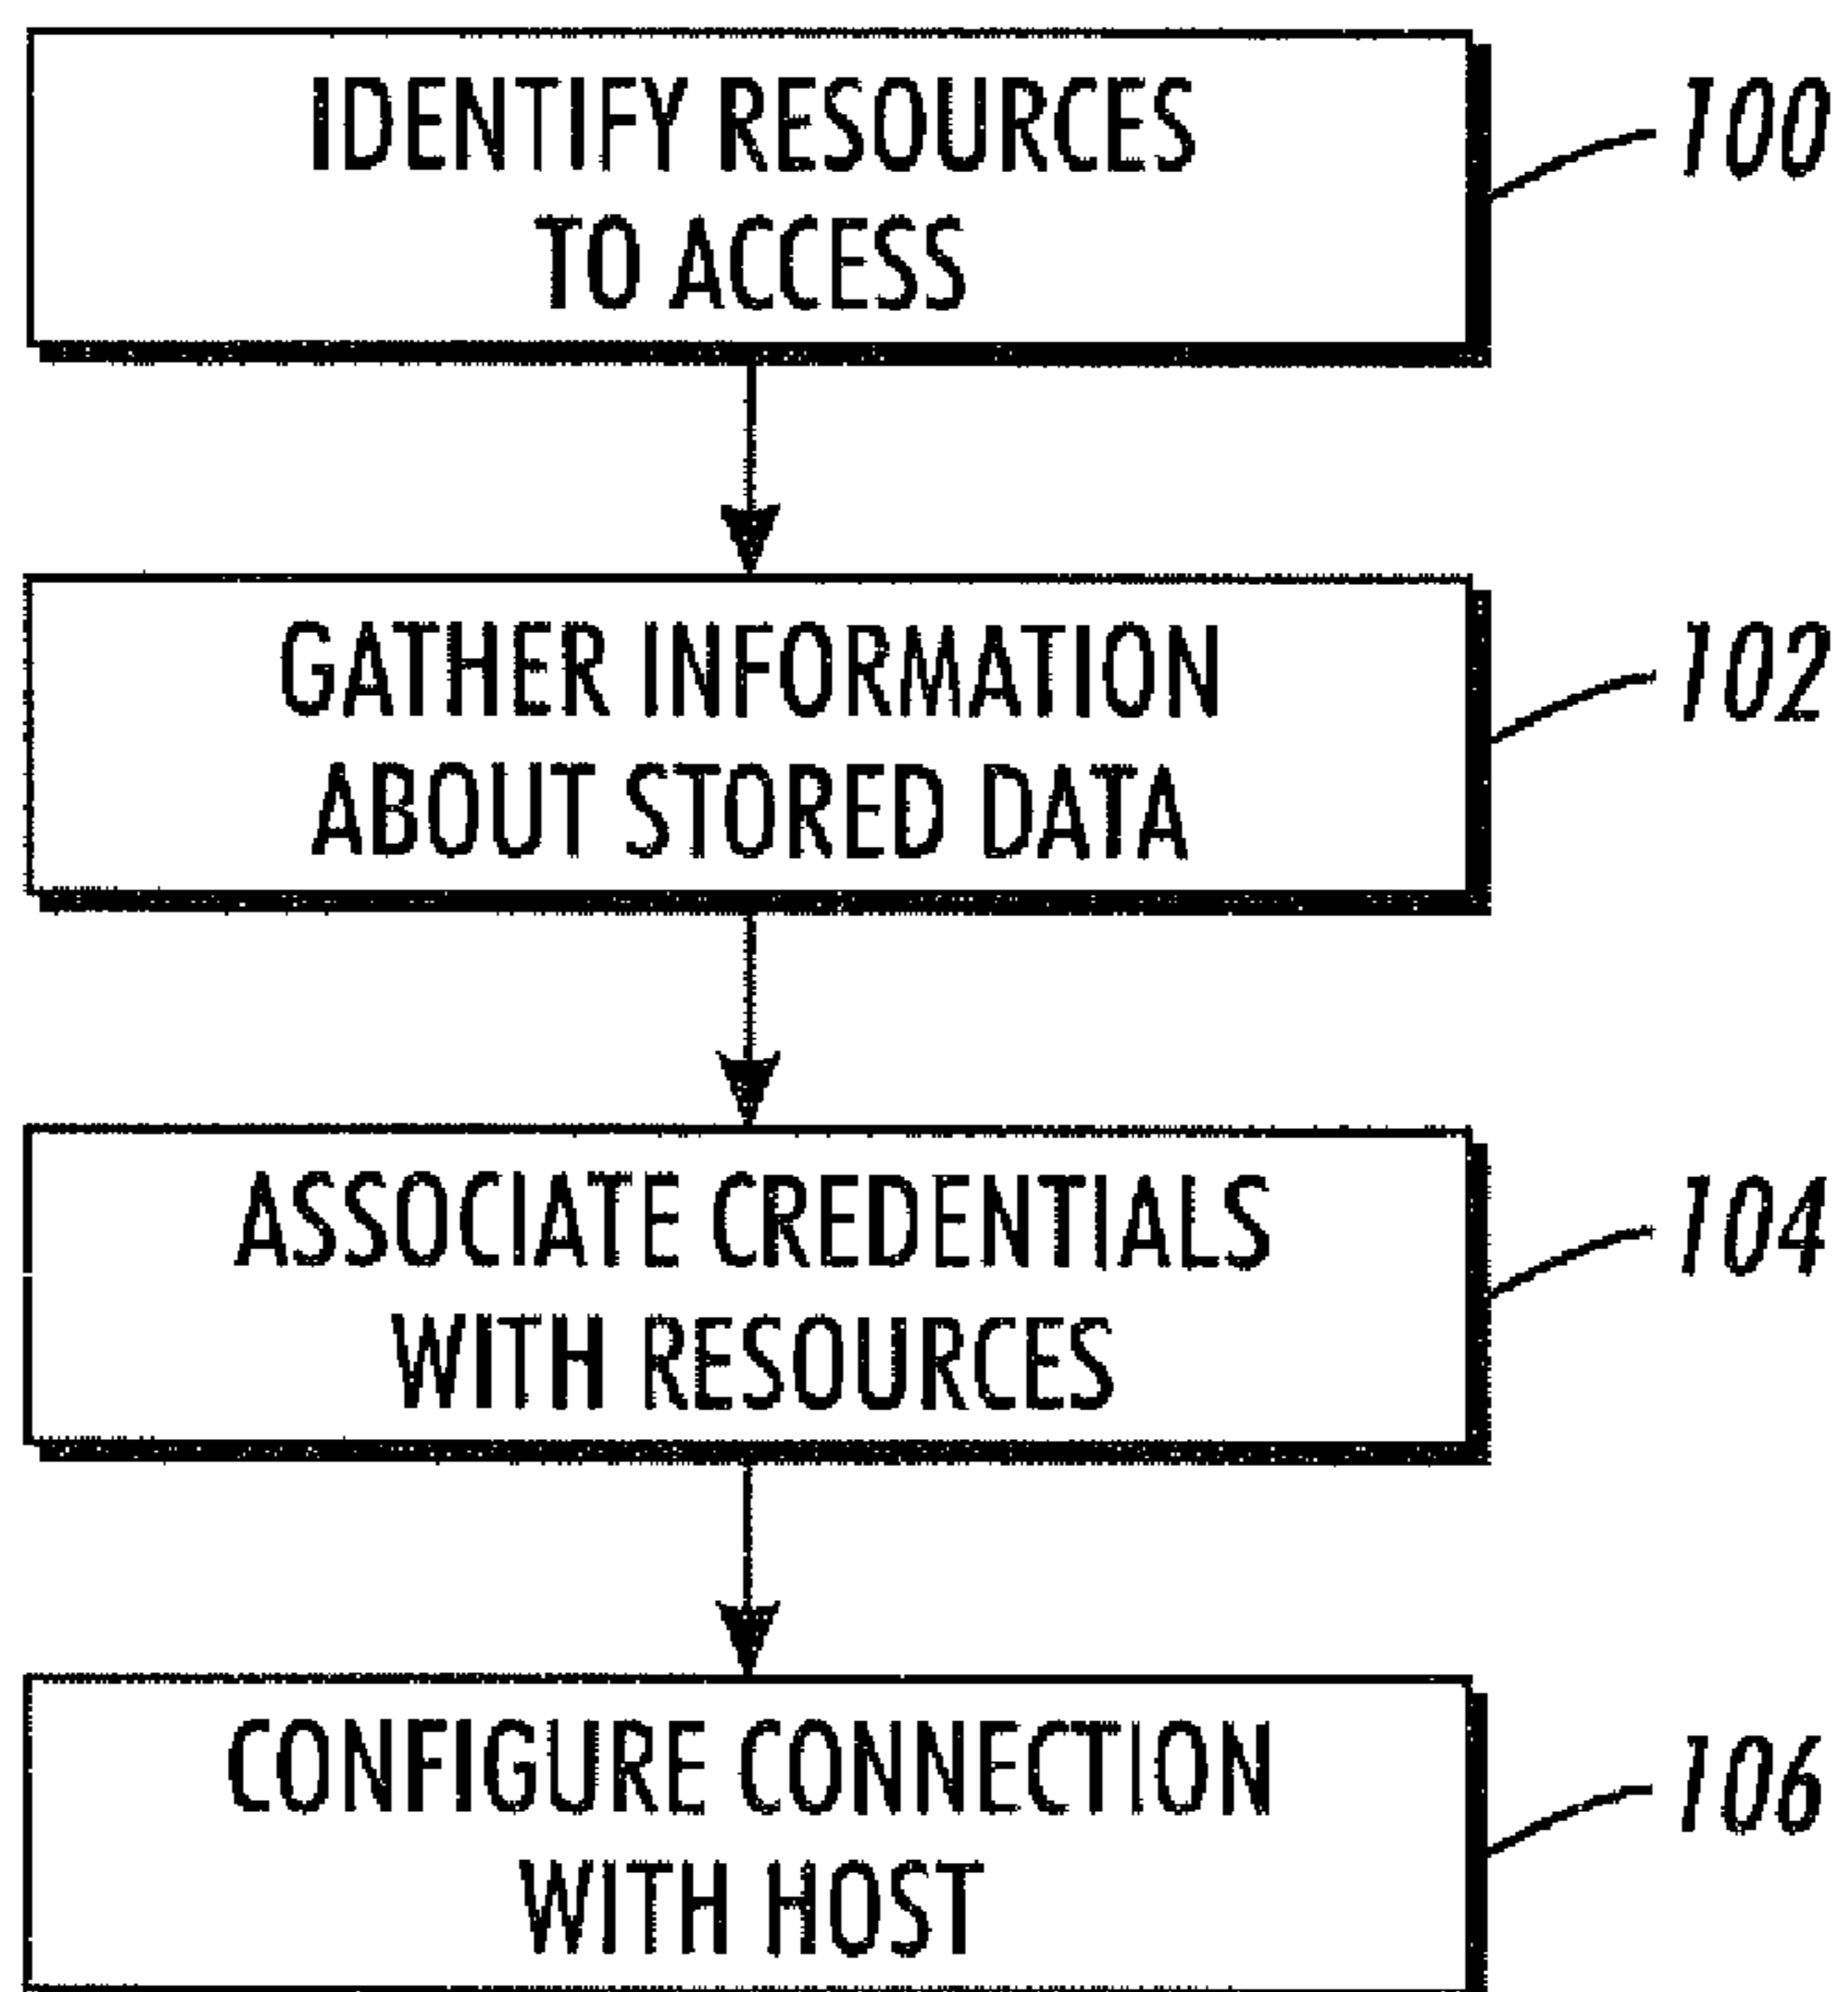 IDENTIFY RESOURCES
TO ACCESS
100
GATHER INFORMATION
ABOUT STORED DATA
102
ASSOCIATE CREDENTIALS
WITH RESOURCES
104
CONFIGURE CONNECTION
WITH HOST
106